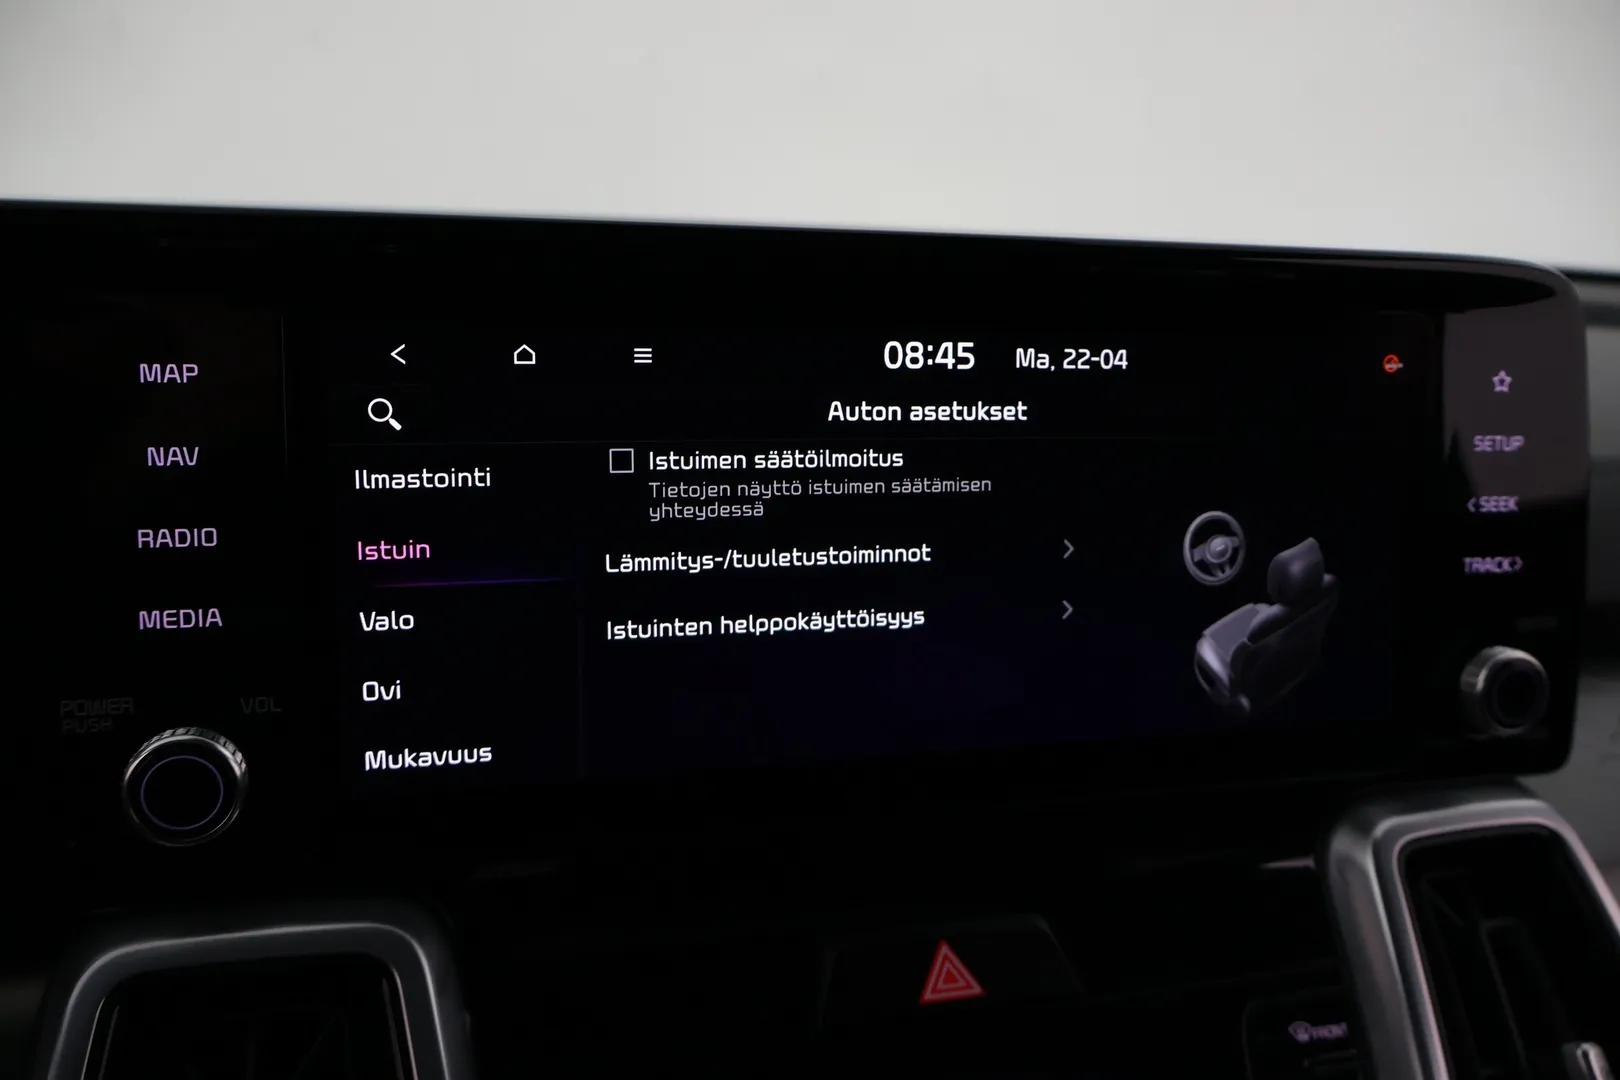 MAP
NAV
RADIO
MEDIA
POWER
PUSH
VOL
08:45 Ma, 22-04
Auton asetukset
Ilmastointi
Istuin
Valo
Ovi
Mukavuus
Istuimen säätöilmoitus
Tietojen näyttö istuimen säätämisen
yhteydessä
Lämmitys-/tuuletustoiminnot
Istuinten helppokäyttöisyys
SETUP
< SEEK
TRACK >
FRONT